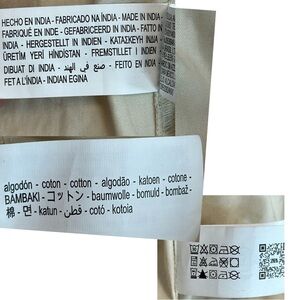 HECHO EN INDIA - FABRICADO NA ÍNDIA - MADE IN INDIA -
FABRIQUÉ EN INDE - GEFABRICEERD IN INDIA - FATTO IN
INDIA - HERGESTELLT IN INDIEN - ΚΑΤΑΣΚΕΥΗ
ÜRETİM YERİ HİNDİSTAN - FREMSTILLET I INDIEN
DIBUAT DI INDIA - صنع في الهند - FEITO EN INDIA
FET A L'ÍNDIA - INDIAN EGINA
algodón - coton - cotton - algodão - katoen - cotone -
ΒΑΜΒΑΚΙ - コットン - baumwolle - bomuld - bombaž -
棉 - 면 - katun - قطن - cotó - kotoia